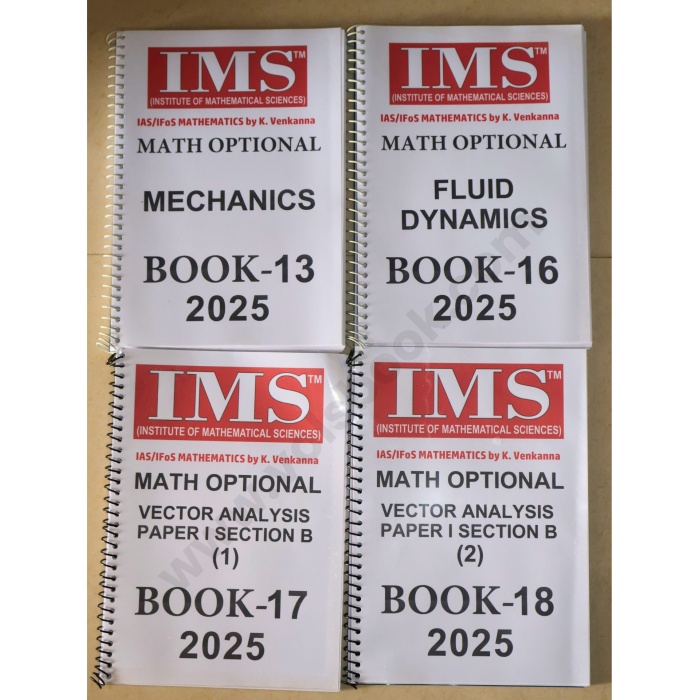 IMS™
(INSTITUTE OF MATHEMATICAL SCIENCES)
IAS/IFoS MATHEMATICS by K. Venkanna
MATH OPTIONAL
MECHANICS
BOOK-13
2025
IMS™
(INSTITUTE OF MATHEMATICAL SCIENCES)
IAS/IFoS MATHEMATICS by K. Venkanna
MATH OPTIONAL
FLUID
DYNAMICS
BOOK-16
2025
IMS™
(INSTITUTE OF MATHEMATICAL SCIENCES)
IAS/IFoS MATHEMATICS by K. Venkanna
MATH OPTIONAL
VECTOR ANALYSIS
PAPER I SECTION B
(1)
BOOK-17
2025
IMS™
(INSTITUTE OF MATHEMATICAL SCIENCES)
IAS/IFoS MATHEMATICS by K. Venkanna
MATH OPTIONAL
VECTOR ANALYSIS
PAPER I SECTION B
(2)
BOOK-18
2025